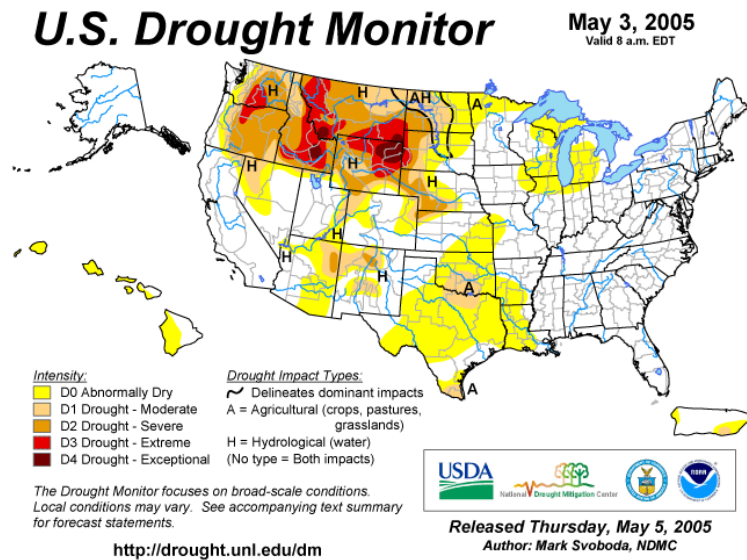 U.S. Drought Monitor
May 3, 2005
Valid 8 a.m. EDT
H
H
AH
A
H
H
H
H
H
H
A
A
Intensity:
D0 Abnormally Dry
D1 Drought - Moderate
D2 Drought - Severe
D3 Drought - Extreme
D4 Drought - Exceptional
Drought Impact Types:
Delineates dominant impacts
A = Agricultural (crops, pastures,
grasslands)
H = Hydrological (water)
(No type = Both impacts)
The Drought Monitor focuses on broad-scale conditions.
Local conditions may vary. See accompanying text summary
for forecast statements.
http://drought.unl.edu/dm
USDA
National Drought Mitigation Center
NOAA
Released Thursday, May 5, 2005
Author: Mark Svoboda, NDMC